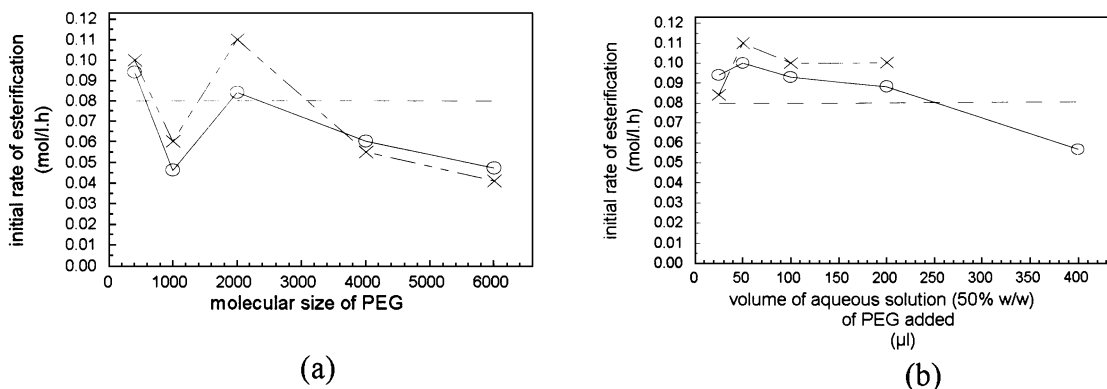 0.12
0.11
0.10
0.09
0.08
0.07
0.06
0.05
0.04
0.03
0.02
0.01
0.00
initial rate of esterification
(mol/l.h)
0 1000 2000 3000 4000 5000 6000
molecular size of PEG
(a)
0.12
0.11
0.10
0.09
0.08
0.07
0.06
0.05
0.04
0.03
0.02
0.01
0.00
initial rate of esterification
(mol/l.h)
0 50 100 150 200 250 300 350 400
volume of aqueous solution (50% w/w)
of PEG added
(µl)
(b)